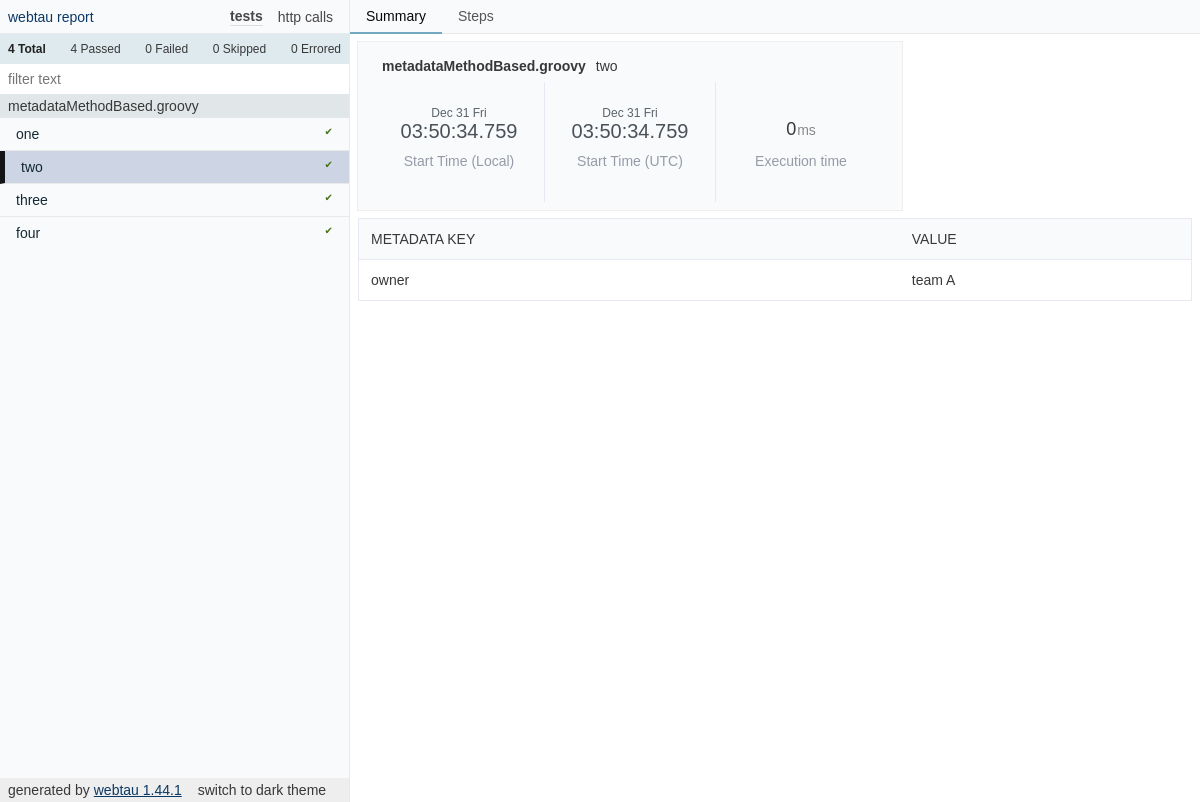 webtau report tests http calls
4 Total 4 Passed 0 Failed 0 Skipped 0 Errored
filter text
metadataMethodBased.groovy
one ✔
two ✔
three ✔
four ✔
generated by webtau 1.44.1 switch to dark theme
Summary Steps
metadataMethodBased.groovy two
Dec 31 Fri
03:50:34.759
Start Time (Local)
Dec 31 Fri
03:50:34.759
Start Time (UTC)
0ms
Execution time
METADATA KEY VALUE
owner team A